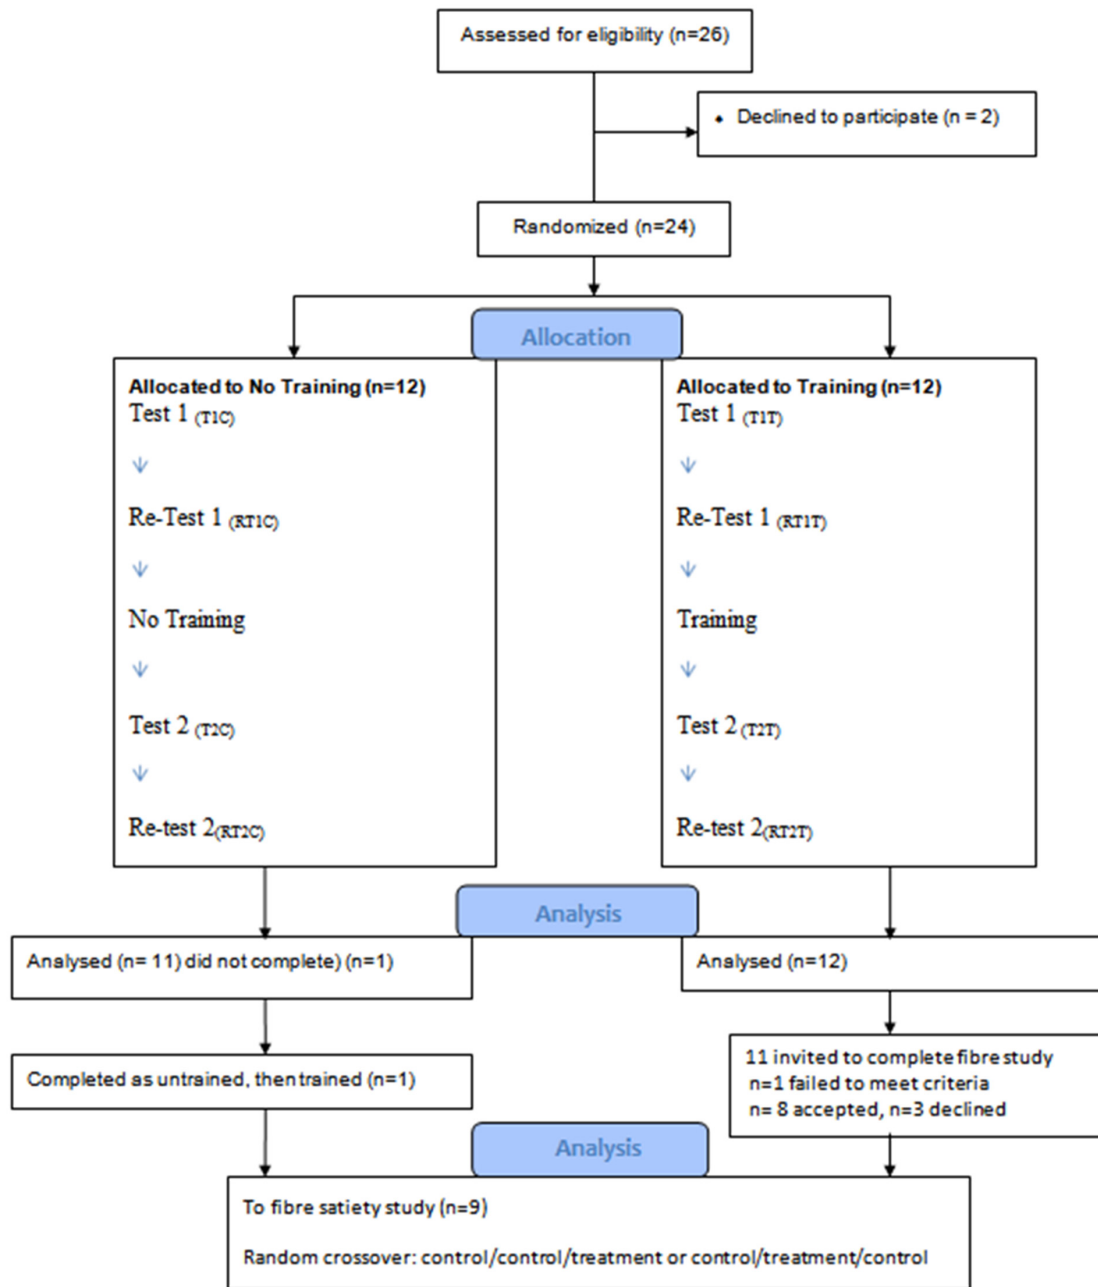 Assessed for eligibility (n=26)
• Declined to participate (n = 2)
Randomized (n=24)
Allocation
Allocated to No Training (n=12)
Test 1 (T1C)
Re-Test 1 (RT1C)
No Training
Test 2 (T2C)
Re-test 2(RT2C)
Allocated to Training (n=12)
Test 1 (T1T)
Re-Test 1 (RT1T)
Training
Test 2 (T2T)
Re-test 2(RT2T)
Analysis
Analysed (n= 11) did not complete) (n=1)
Analysed (n=12)
Completed as untrained, then trained (n=1)
11 invited to complete fibre study
n=1 failed to meet criteria
n= 8 accepted, n=3 declined
Analysis
To fibre satiety study (n=9)
Random crossover: control/control/treatment or control/treatment/control